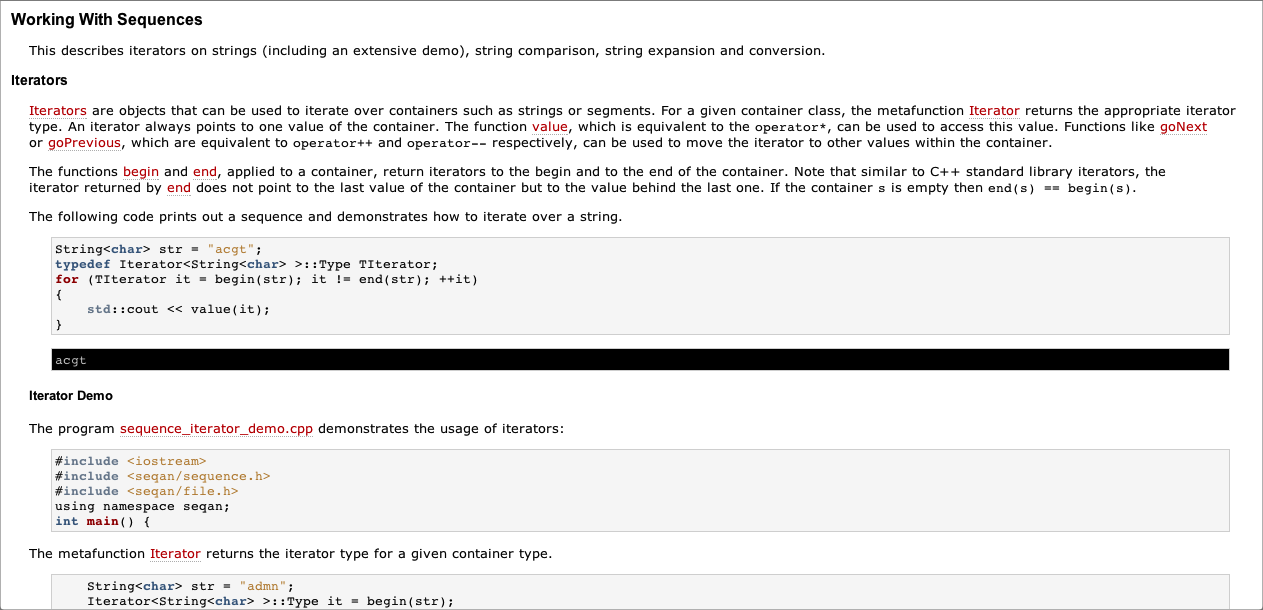 Working With Sequences
This describes iterators on strings (including an extensive demo), string comparison, string expansion and conversion.
Iterators
Iterators are objects that can be used to iterate over containers such as strings or segments. For a given container class, the metafunction Iterator returns the appropriate iterator
type. An iterator always points to one value of the container. The function value, which is equivalent to the operator*, can be used to access this value. Functions like goNext
or goPrevious, which are equivalent to operator++ and operator-- respectively, can be used to move the iterator to other values within the container.
The functions begin and end, applied to a container, return iterators to the begin and to the end of the container. Note that similar to C++ standard library iterators, the
iterator returned by end does not point to the last value of the container but to the value behind the last one. If the container s is empty then end(s) == begin(s).
The following code prints out a sequence and demonstrates how to iterate over a string.
String<char> str = "acgt";
typedef Iterator<String<char> >::Type TIterator;
for (TIterator it = begin(str); it != end(str); ++it)
{
    std::cout << value(it);
}
acgt
Iterator Demo
The program sequence_iterator_demo.cpp demonstrates the usage of iterators:
#include <iostream>
#include <seqan/sequence.h>
#include <seqan/file.h>
using namespace seqan;
int main() {
The metafunction Iterator returns the iterator type for a given container type.
    String<char> str = "admn";
    Iterator<String<char> >::Type it = begin(str);